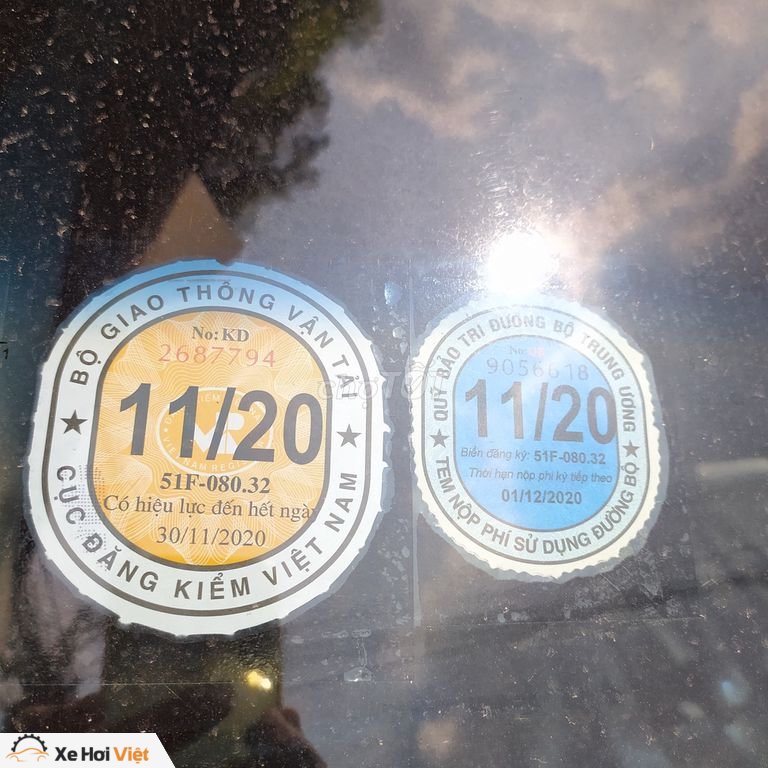 BỘ GIAO THÔNG VẬN TẢI
No: KD
2687794
11/20
51F-080.32
Có hiệu lực đến hết ngày
30/11/2020
CỤC ĐĂNG KIỂM VIỆT NAM
QUỸ BẢO TRÌ ĐƯỜNG BỘ TRUNG ƯƠNG
No:
9056618
11/20
Biển đăng ký: 51F-080.32
Thời hạn nộp phí kỳ tiếp theo
01/12/2020
TEM NỘP PHÍ SỬ DỤNG ĐƯỜNG BỘ
chợTỐT
Xe Hơi Việt